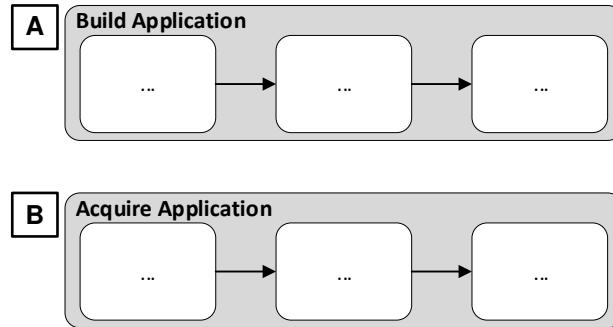 A
Build Application
... ... ...
B
Acquire Application
... ... ...